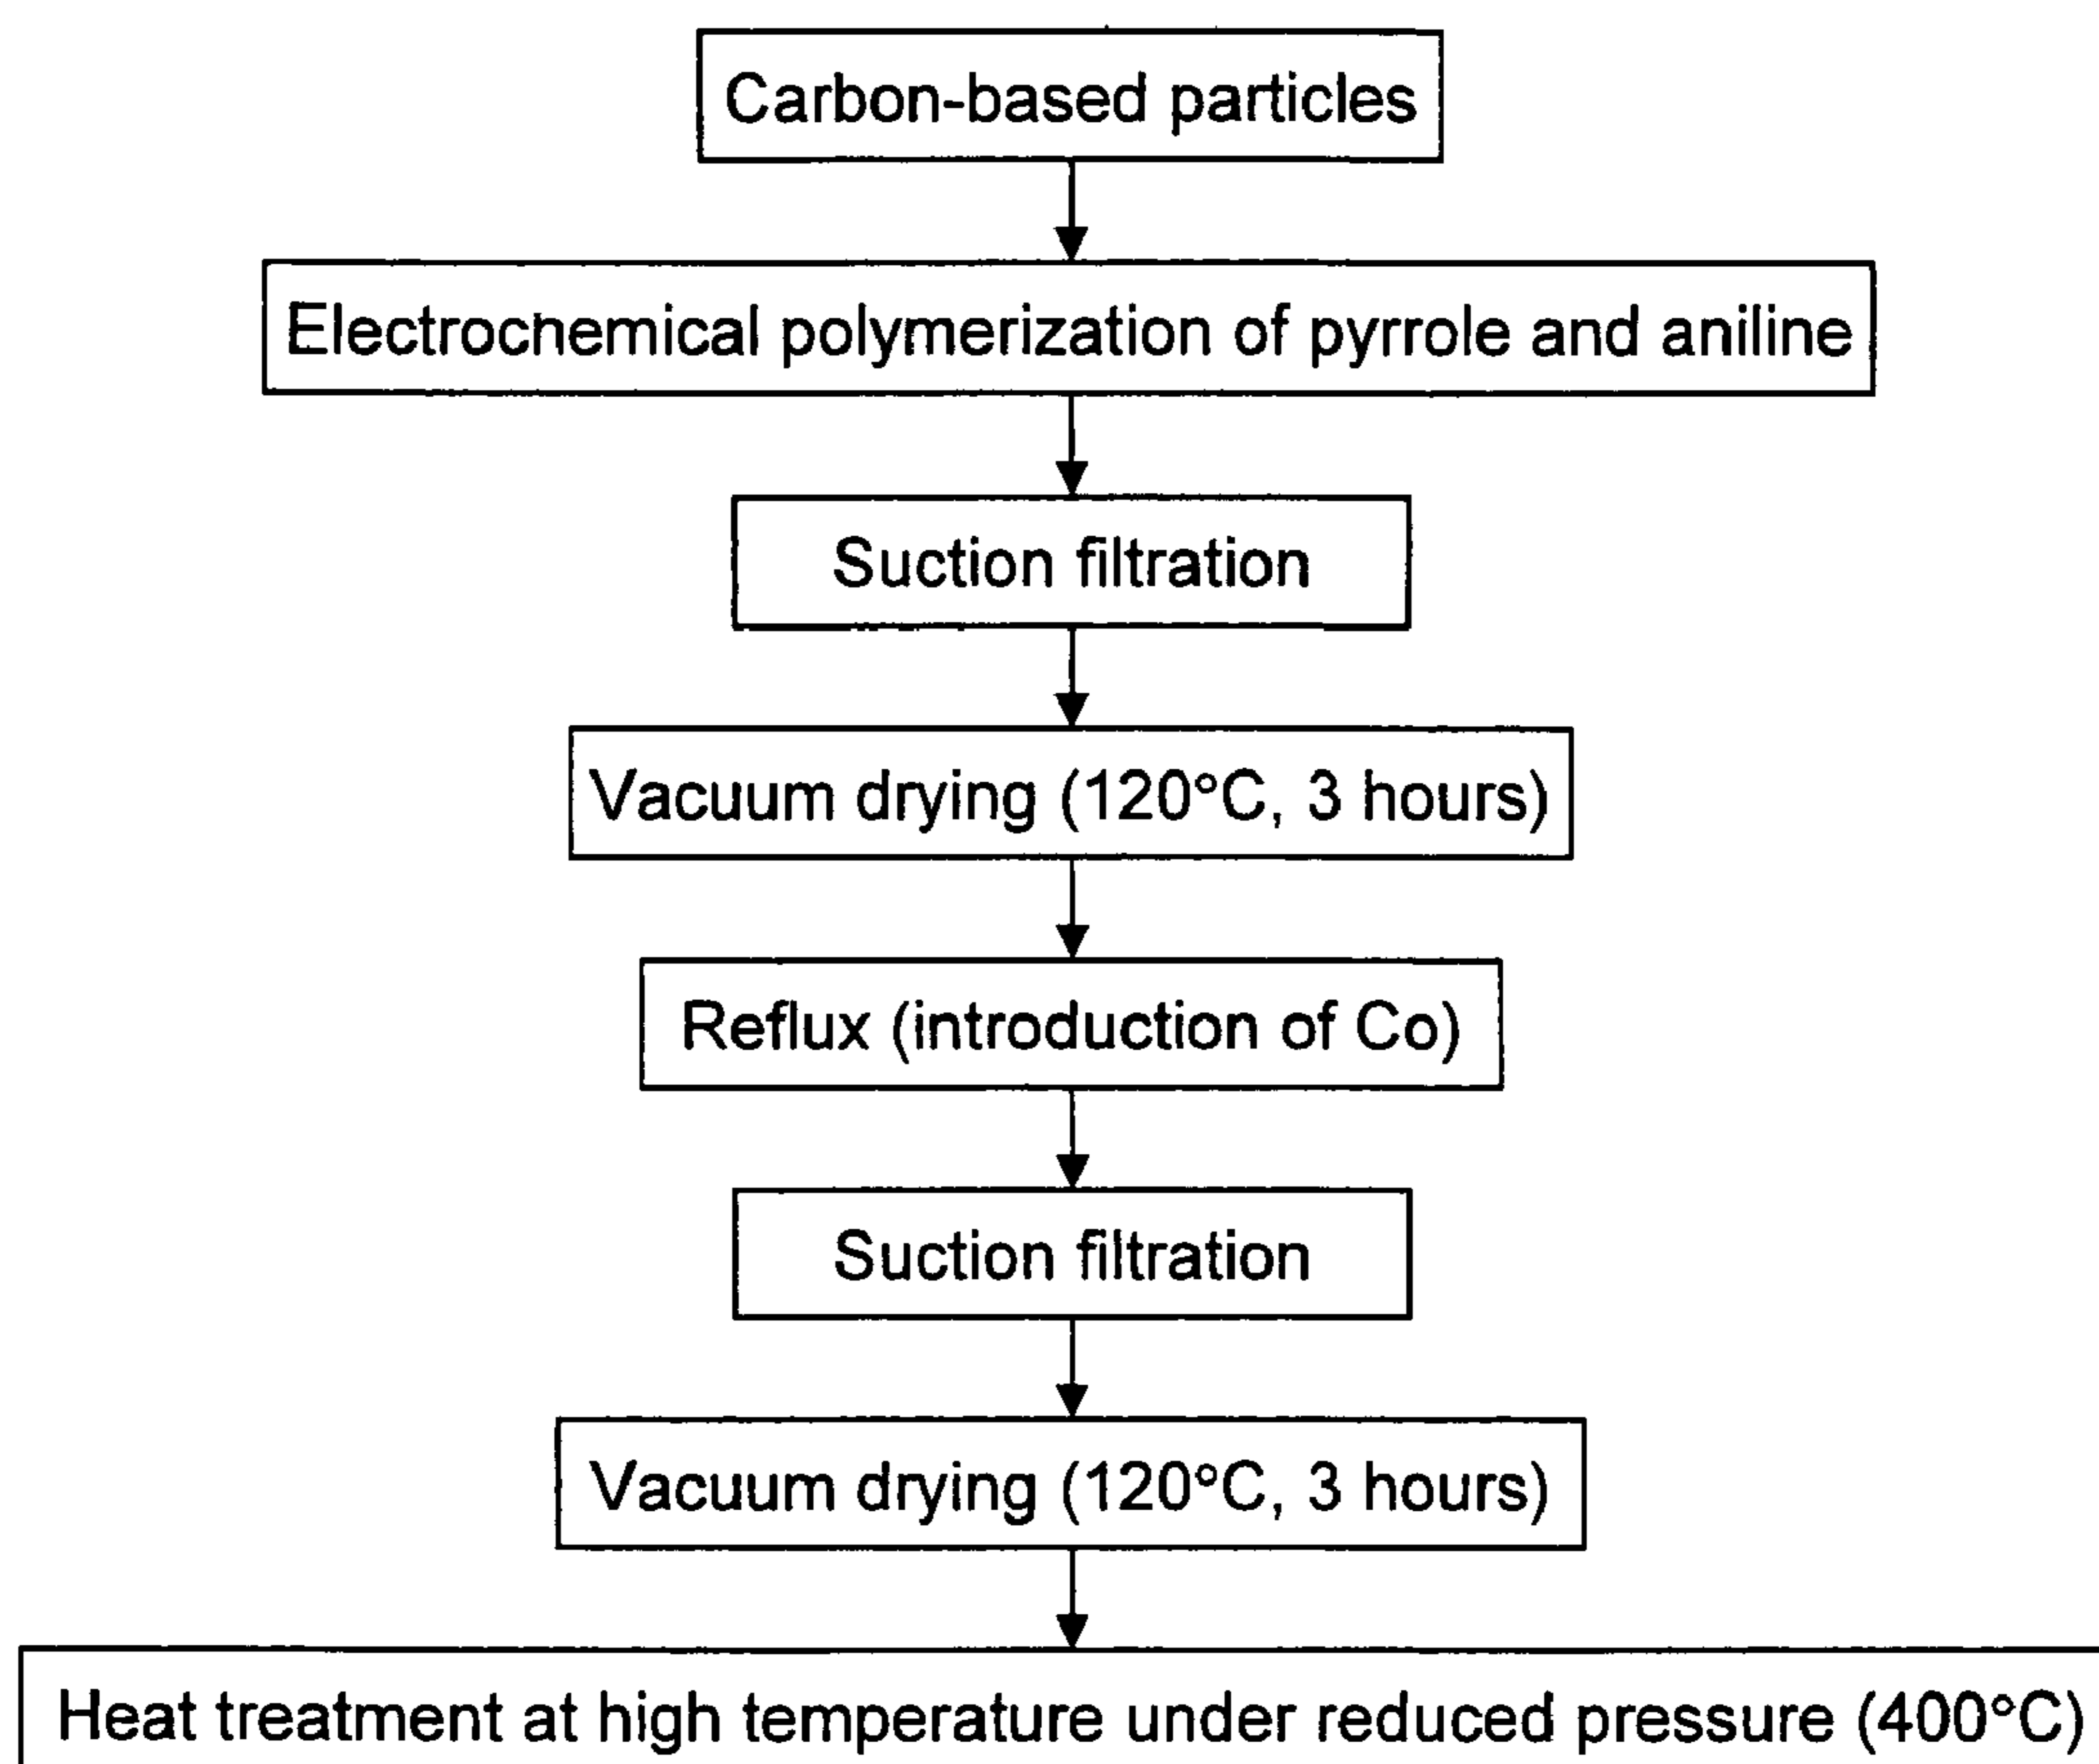 Carbon-based particles
Electrochemical polymerization of pyrrole and aniline
Suction filtration
Vacuum drying (120°C, 3 hours)
Reflux (introduction of Co)
Suction filtration
Vacuum drying (120°C, 3 hours)
Heat treatment at high temperature under reduced pressure (400°C)